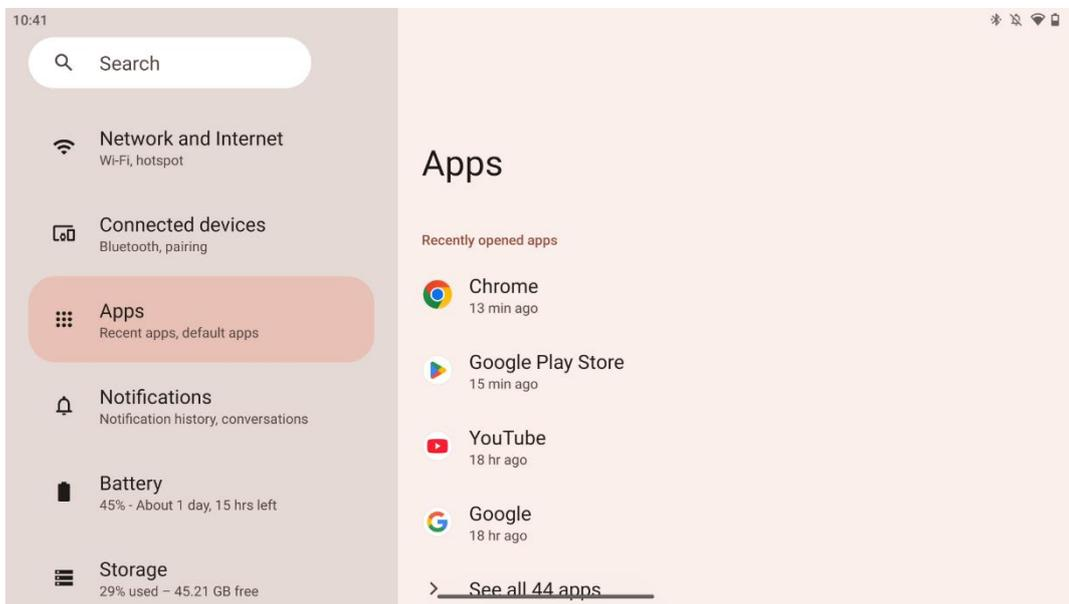 10:41
Search
Network and Internet
Wi-Fi, hotspot
Connected devices
Bluetooth, pairing
Apps
Recent apps, default apps
Notifications
Notification history, conversations
Battery
45% - About 1 day, 15 hrs left
Storage
29% used – 45.21 GB free
Apps
Recently opened apps
Chrome
13 min ago
Google Play Store
15 min ago
YouTube
18 hr ago
Google
18 hr ago
See all 44 apps